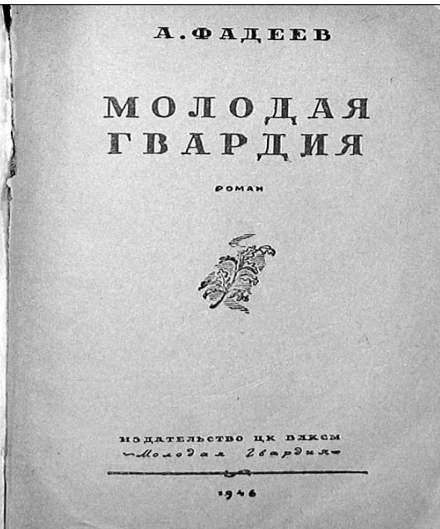 А. ФАДЕЕВ
МОЛОДАЯ
ГВАРДИЯ
РОМАН
ИЗДАТЕЛЬСТВО ЦК ВЛКСМ
~Молодая Гвардия~
1946